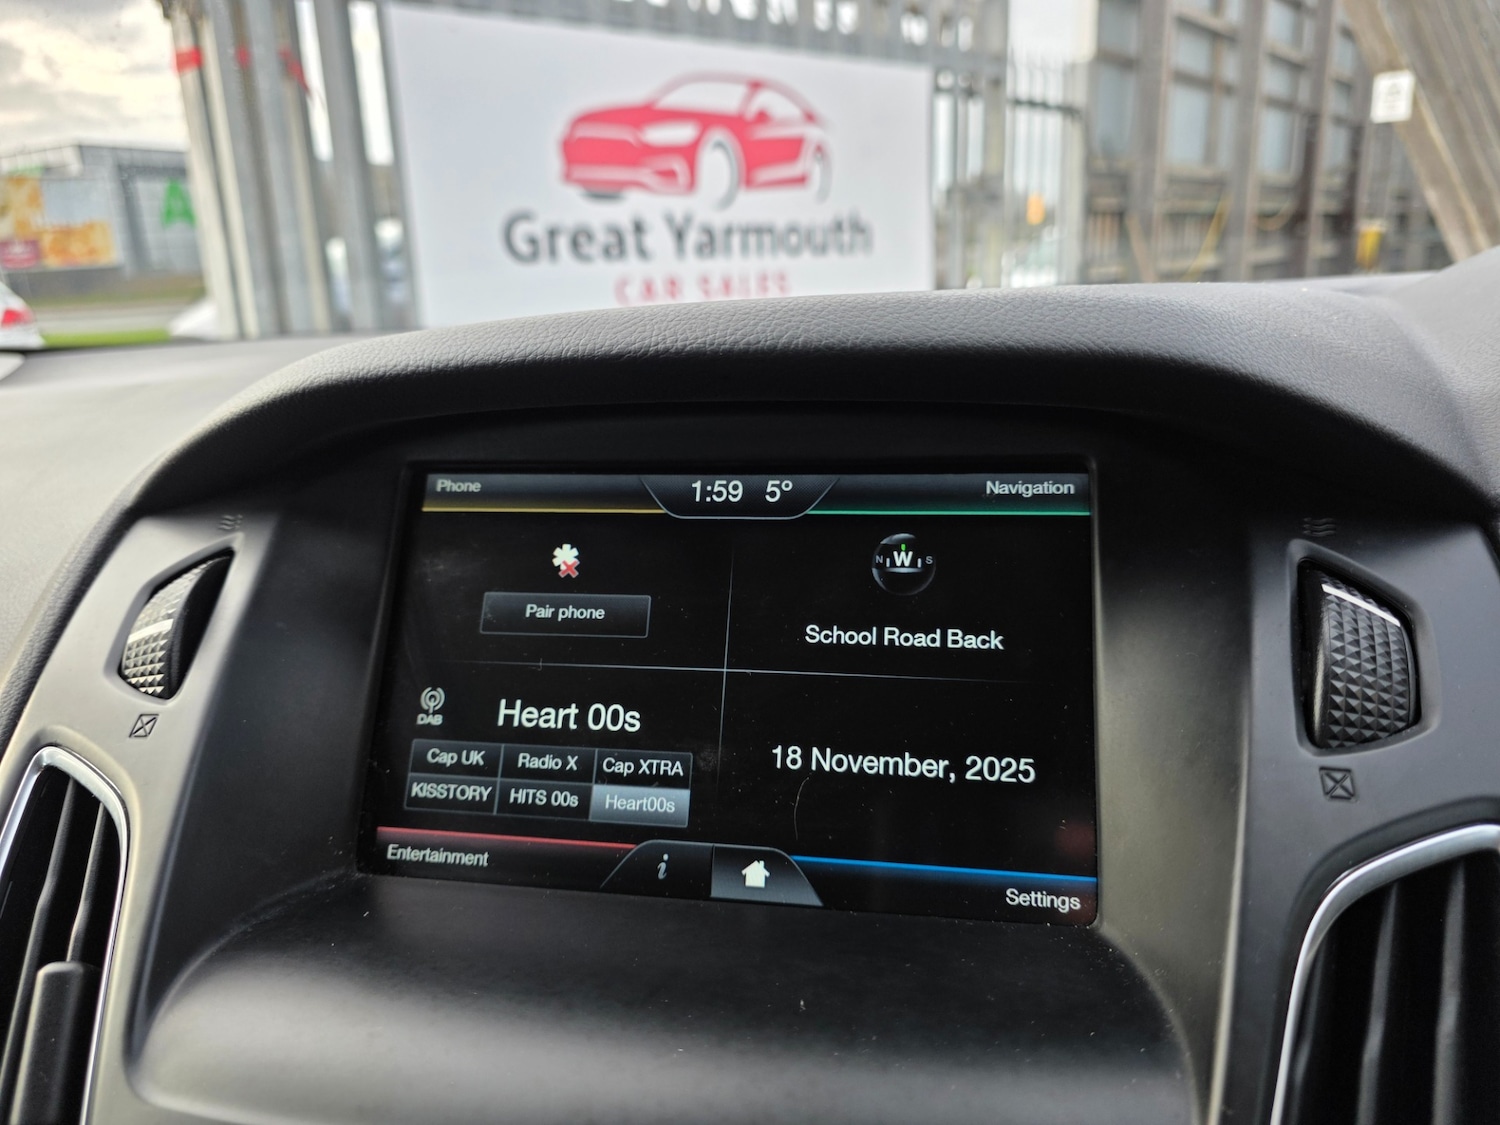 Great Yarmouth
CAR SALES
Phone
1:59 5°
Navigation
N W S
Pair phone
School Road Back
DAB
Heart 00s
Cap UK
Radio X
Cap XTRA
KISSTORY
HITS 00s
Heart00s
18 November, 2025
Entertainment
i
Settings